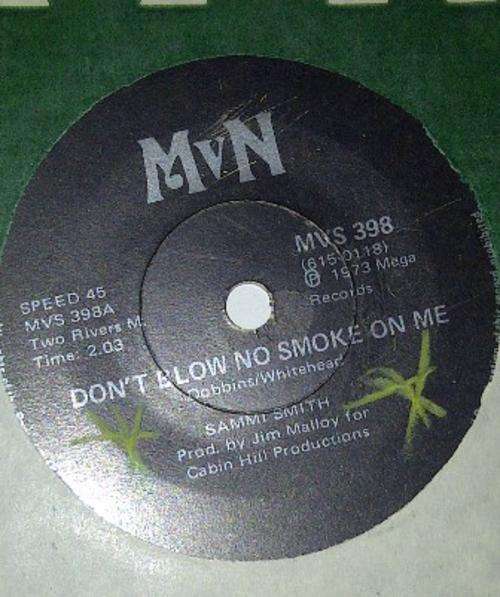 MvN
MVS 398
(615-0118)
℗ 1973 Mega
Records
SPEED 45
MVS 398A
Two Rivers M.
Time: 2.03
DON'T BLOW NO SMOKE ON ME
Dobbins/Whitehead
SAMMI SMITH
Prod. by Jim Malloy for
Cabin Hill Productions